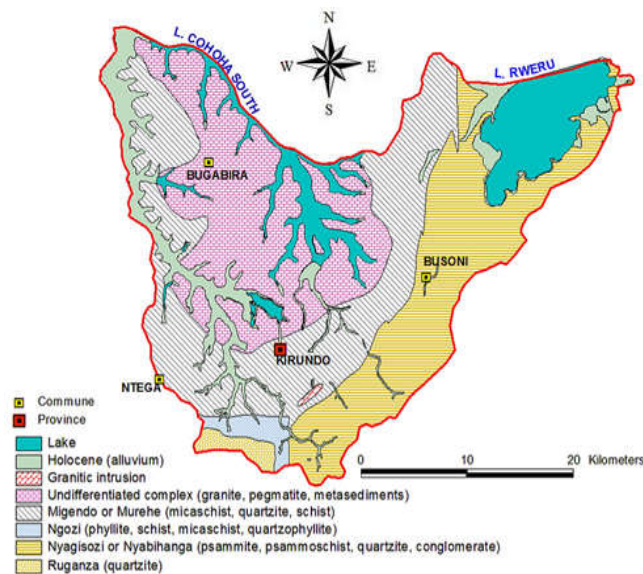 N
W E
S
L. COHOHA SOUTH
L. RWERU
BUGABIRA
BUSONI
KIRUNDO
NTEGA
Commune
Province
Lake
Holocene (alluvium)
Granitic intrusion
Undifferentiated complex (granite, pegmatite, metasediments)
Migendo or Murehe (micaschist, quartzite, schist)
Ngozi (phyllite, schist, micaschist, quartzophyllite)
Nyagisozi or Nyabihanga (psammite, psammoschist, quartzite, conglomerate)
Ruganza (quartzite)
0 10 20 Kilometers